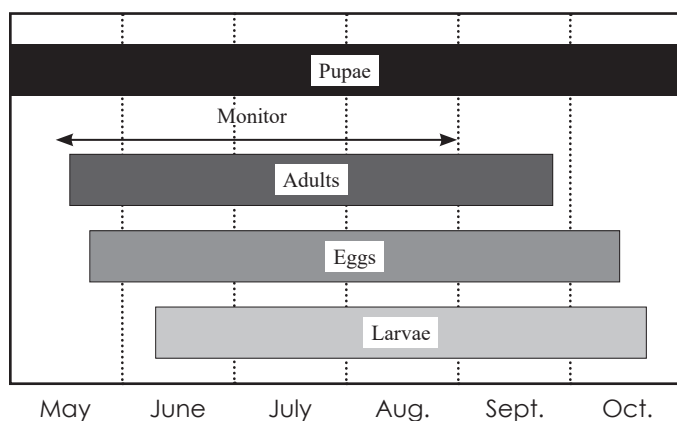 Pupae
Monitor
Adults
Eggs
Larvae
May June July Aug. Sept. Oct.